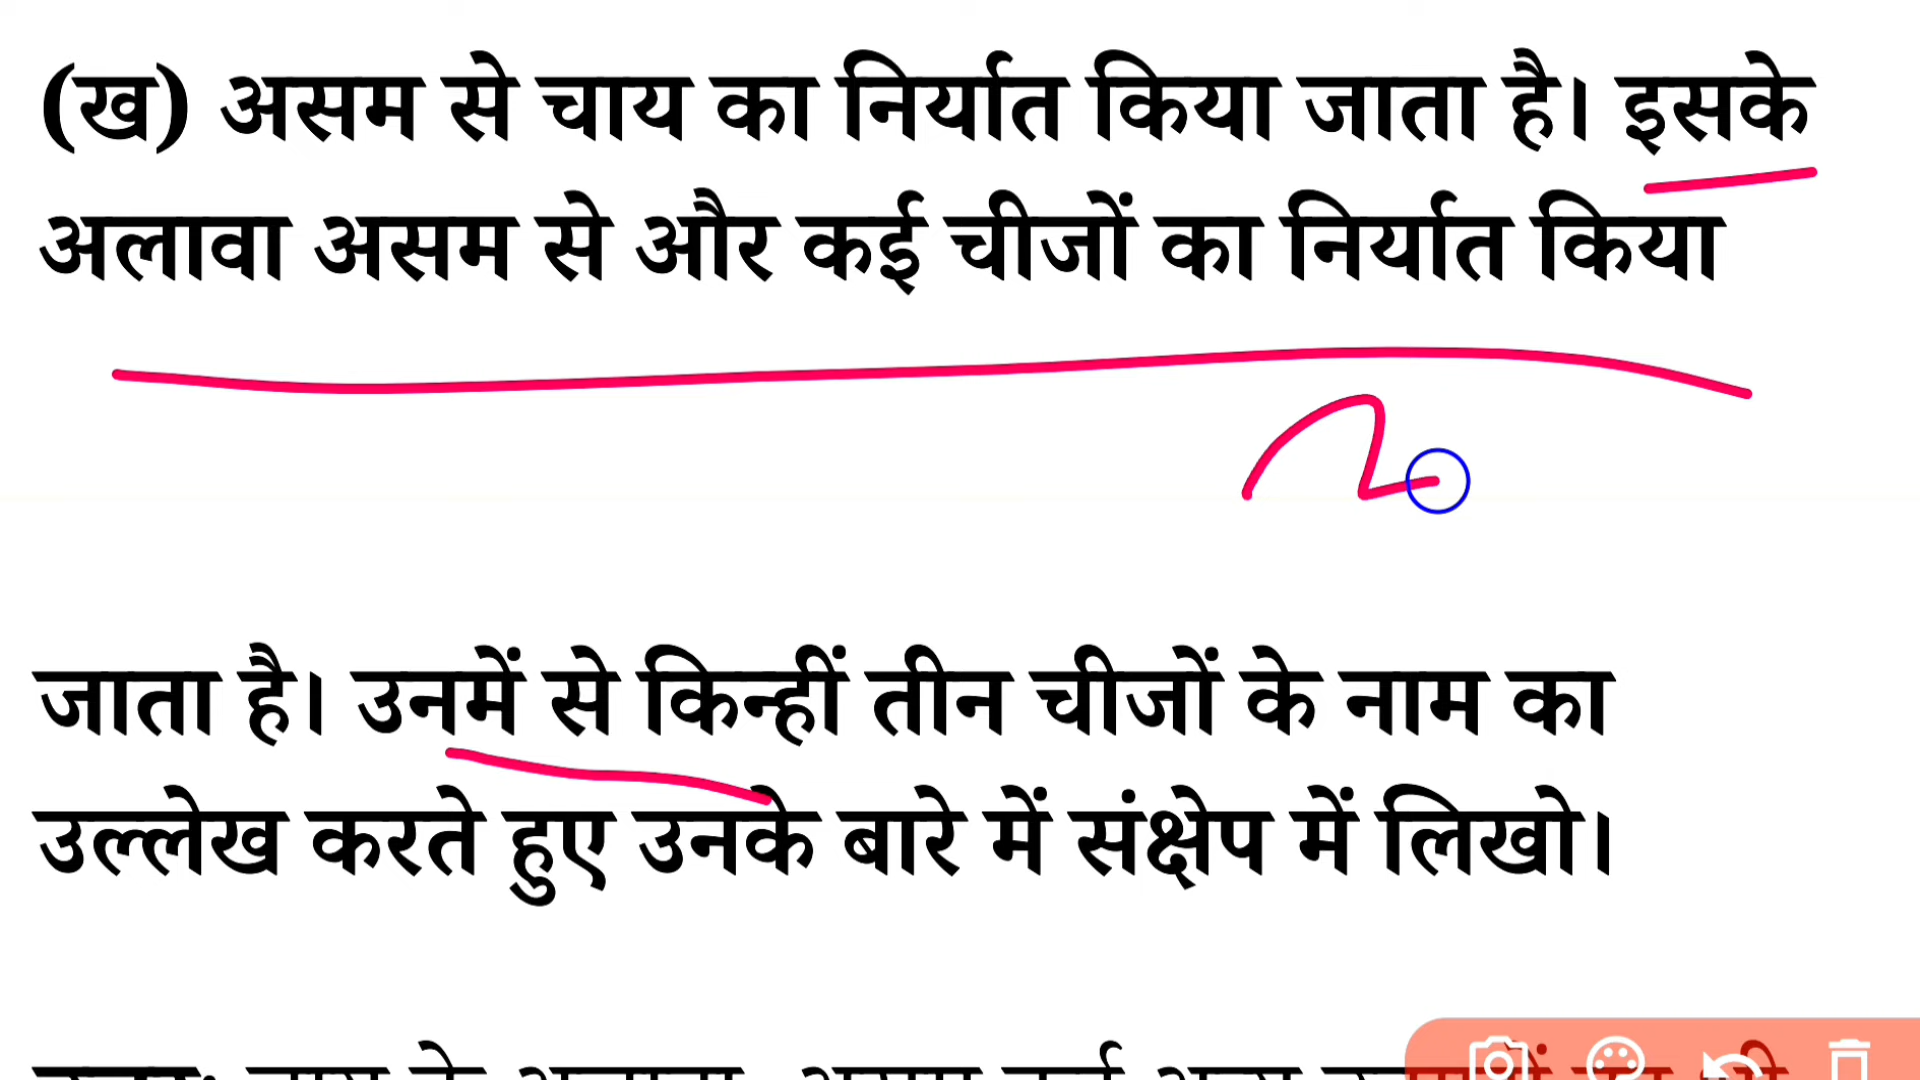 (ख) असम से चाय का निर्यात किया जाता है। इसके
अलावा असम से और कई चीजों का निर्यात किया
जाता है। उनमें से किन्हीं तीन चीजों के नाम का
उल्लेख करते हुए उनके बारे में संक्षेप में लिखो।